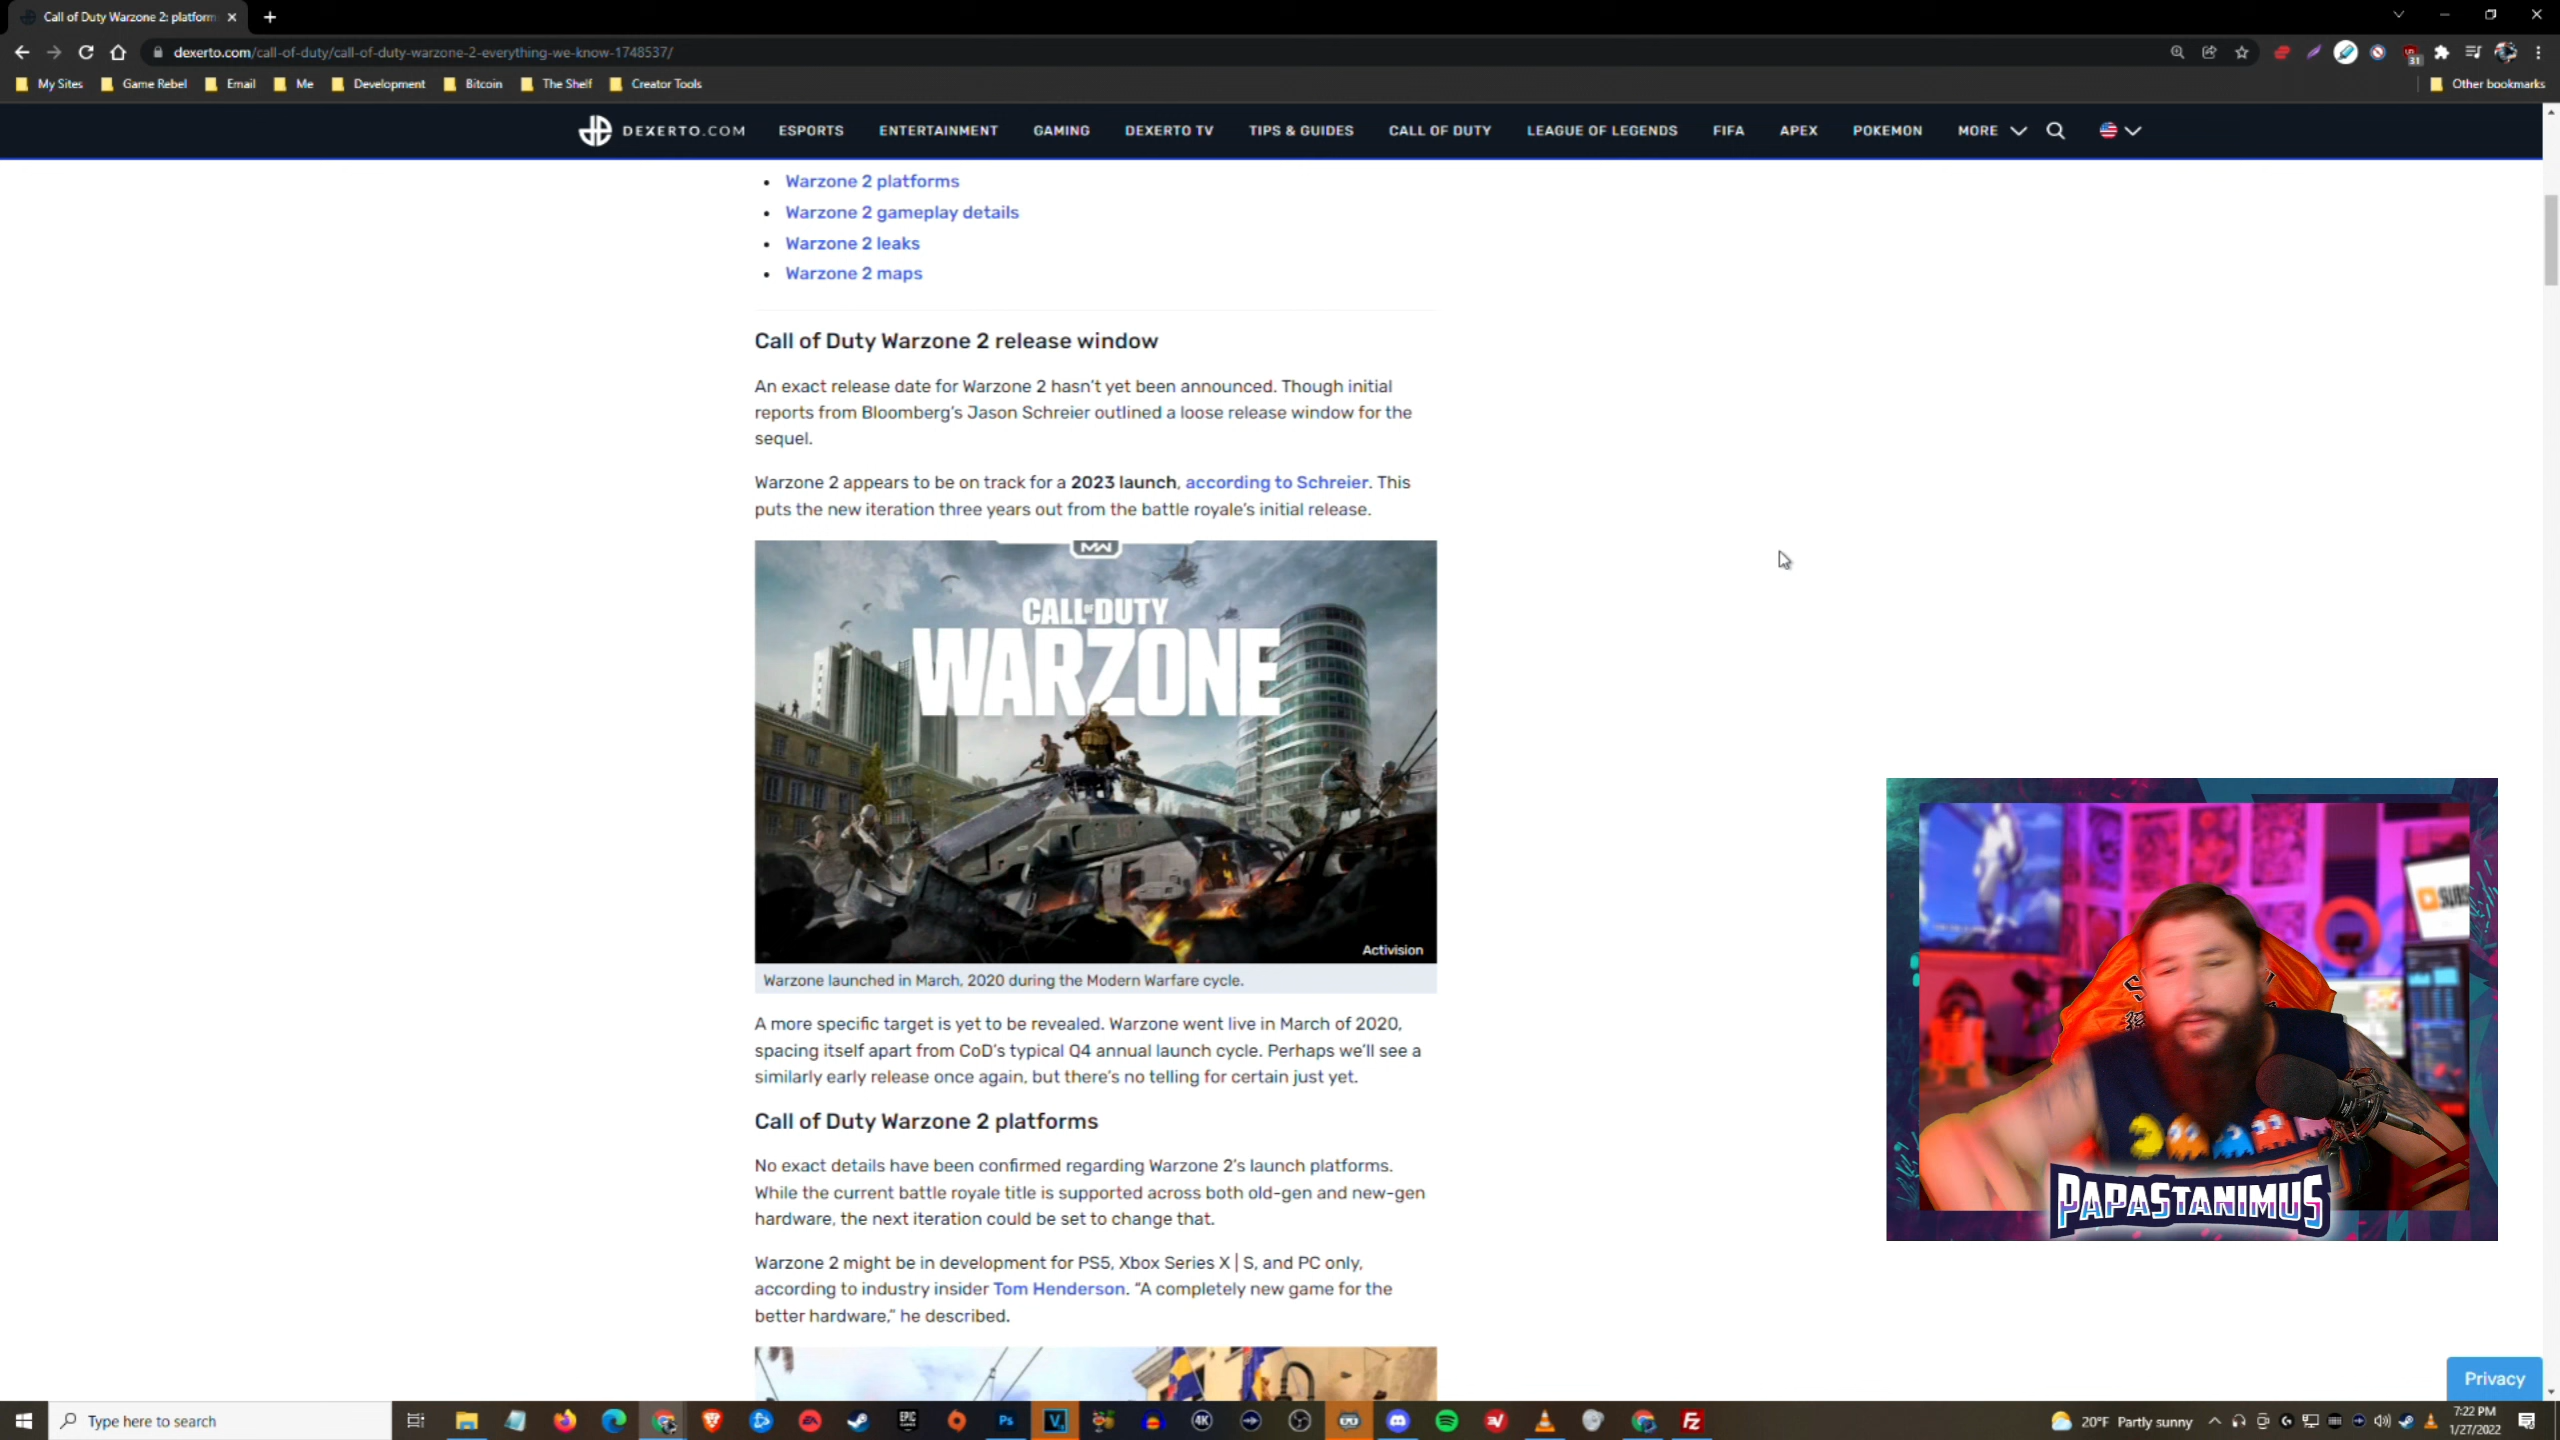 Call of Duty Warzone 2: platform
dexerto.com/call-of-duty/call-of-duty-warzone-2-everything-we-know-1748537/
31
My Sites Game Rebel Email Me Development Bitcoin The Shelf Creator Tools Other bookmarks
DEXERTO.COM ESPORTS ENTERTAINMENT GAMING DEXERTO TV TIPS & GUIDES CALL OF DUTY LEAGUE OF LEGENDS FIFA APEX POKEMON MORE
Warzone 2 platforms
Warzone 2 gameplay details
Warzone 2 leaks
Warzone 2 maps
Call of Duty Warzone 2 release window
An exact release date for Warzone 2 hasn't yet been announced. Though initial
reports from Bloomberg's Jason Schreier outlined a loose release window for the
sequel.
Warzone 2 appears to be on track for a 2023 launch, according to Schreier. This
puts the new iteration three years out from the battle royale's initial release.
MW
CALL OF DUTY
WARZONE
Activision
Warzone launched in March, 2020 during the Modern Warfare cycle.
A more specific target is yet to be revealed. Warzone went live in March of 2020,
spacing itself apart from CoD's typical Q4 annual launch cycle. Perhaps we'll see a
similarly early release once again, but there's no telling for certain just yet.
Call of Duty Warzone 2 platforms
No exact details have been confirmed regarding Warzone 2's launch platforms.
While the current battle royale title is supported across both old-gen and new-gen
hardware, the next iteration could be set to change that.
Warzone 2 might be in development for PS5, Xbox Series X | S, and PC only,
according to industry insider Tom Henderson. “A completely new game for the
better hardware,” he described.
SUBS
PAPASTANIMUS
Privacy
Type here to search
EA
EPIC
GAMES
Ps
V
4K
Fz
20°F Partly sunny
7:22 PM
1/27/2022